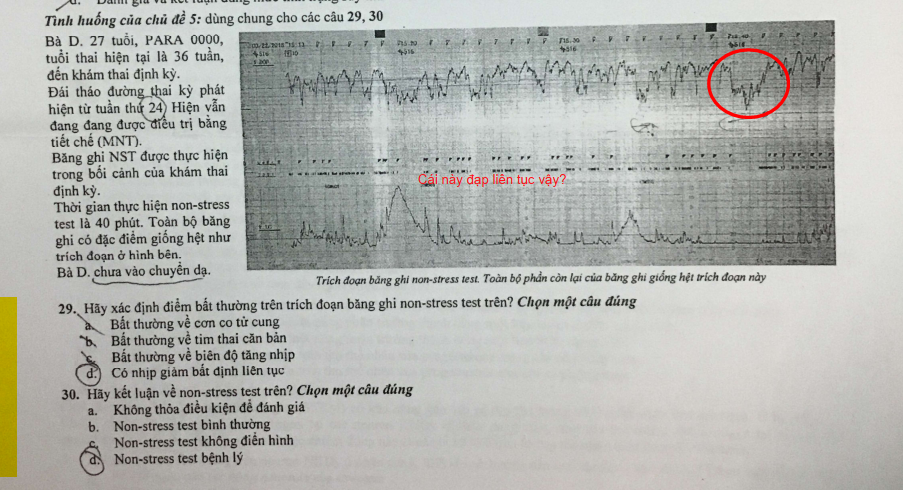 Tình huống của chủ đề 5: dùng chung cho các câu 29, 30
Bà D. 27 tuổi, PARA 0000,
tuổi thai hiện tại là 36 tuần,
đến khám thai định kỳ.
Đái tháo đường thai kỳ phát
hiện từ tuần thứ 24. Hiện vẫn
đang đang được điều trị bằng
tiết chế (MNT).
Băng ghi NST được thực hiện
trong bối cảnh của khám thai
định kỳ.
Thời gian thực hiện non-stress
test là 40 phút. Toàn bộ băng
ghi có đặc điểm giống hệt như
trích đoạn ở hình bên.
Bà D. chưa vào chuyển dạ.
Cái này đạp liên tục vậy?
Trích đoạn băng ghi non-stress test. Toàn bộ phần còn lại của băng ghi giống hệt trích đoạn này
29. Hãy xác định điểm bất thường trên trích đoạn băng ghi non-stress test trên? Chọn một câu đúng
a. Bất thường về cơn co tử cung
b. Bất thường về tim thai căn bản
c. Bất thường về biên độ tăng nhịp
d. Có nhịp giảm bất định liên tục
30. Hãy kết luận về non-stress test trên? Chọn một câu đúng
a. Không thỏa điều kiện để đánh giá
b. Non-stress test bình thường
c. Non-stress test không điển hình
d. Non-stress test bệnh lý